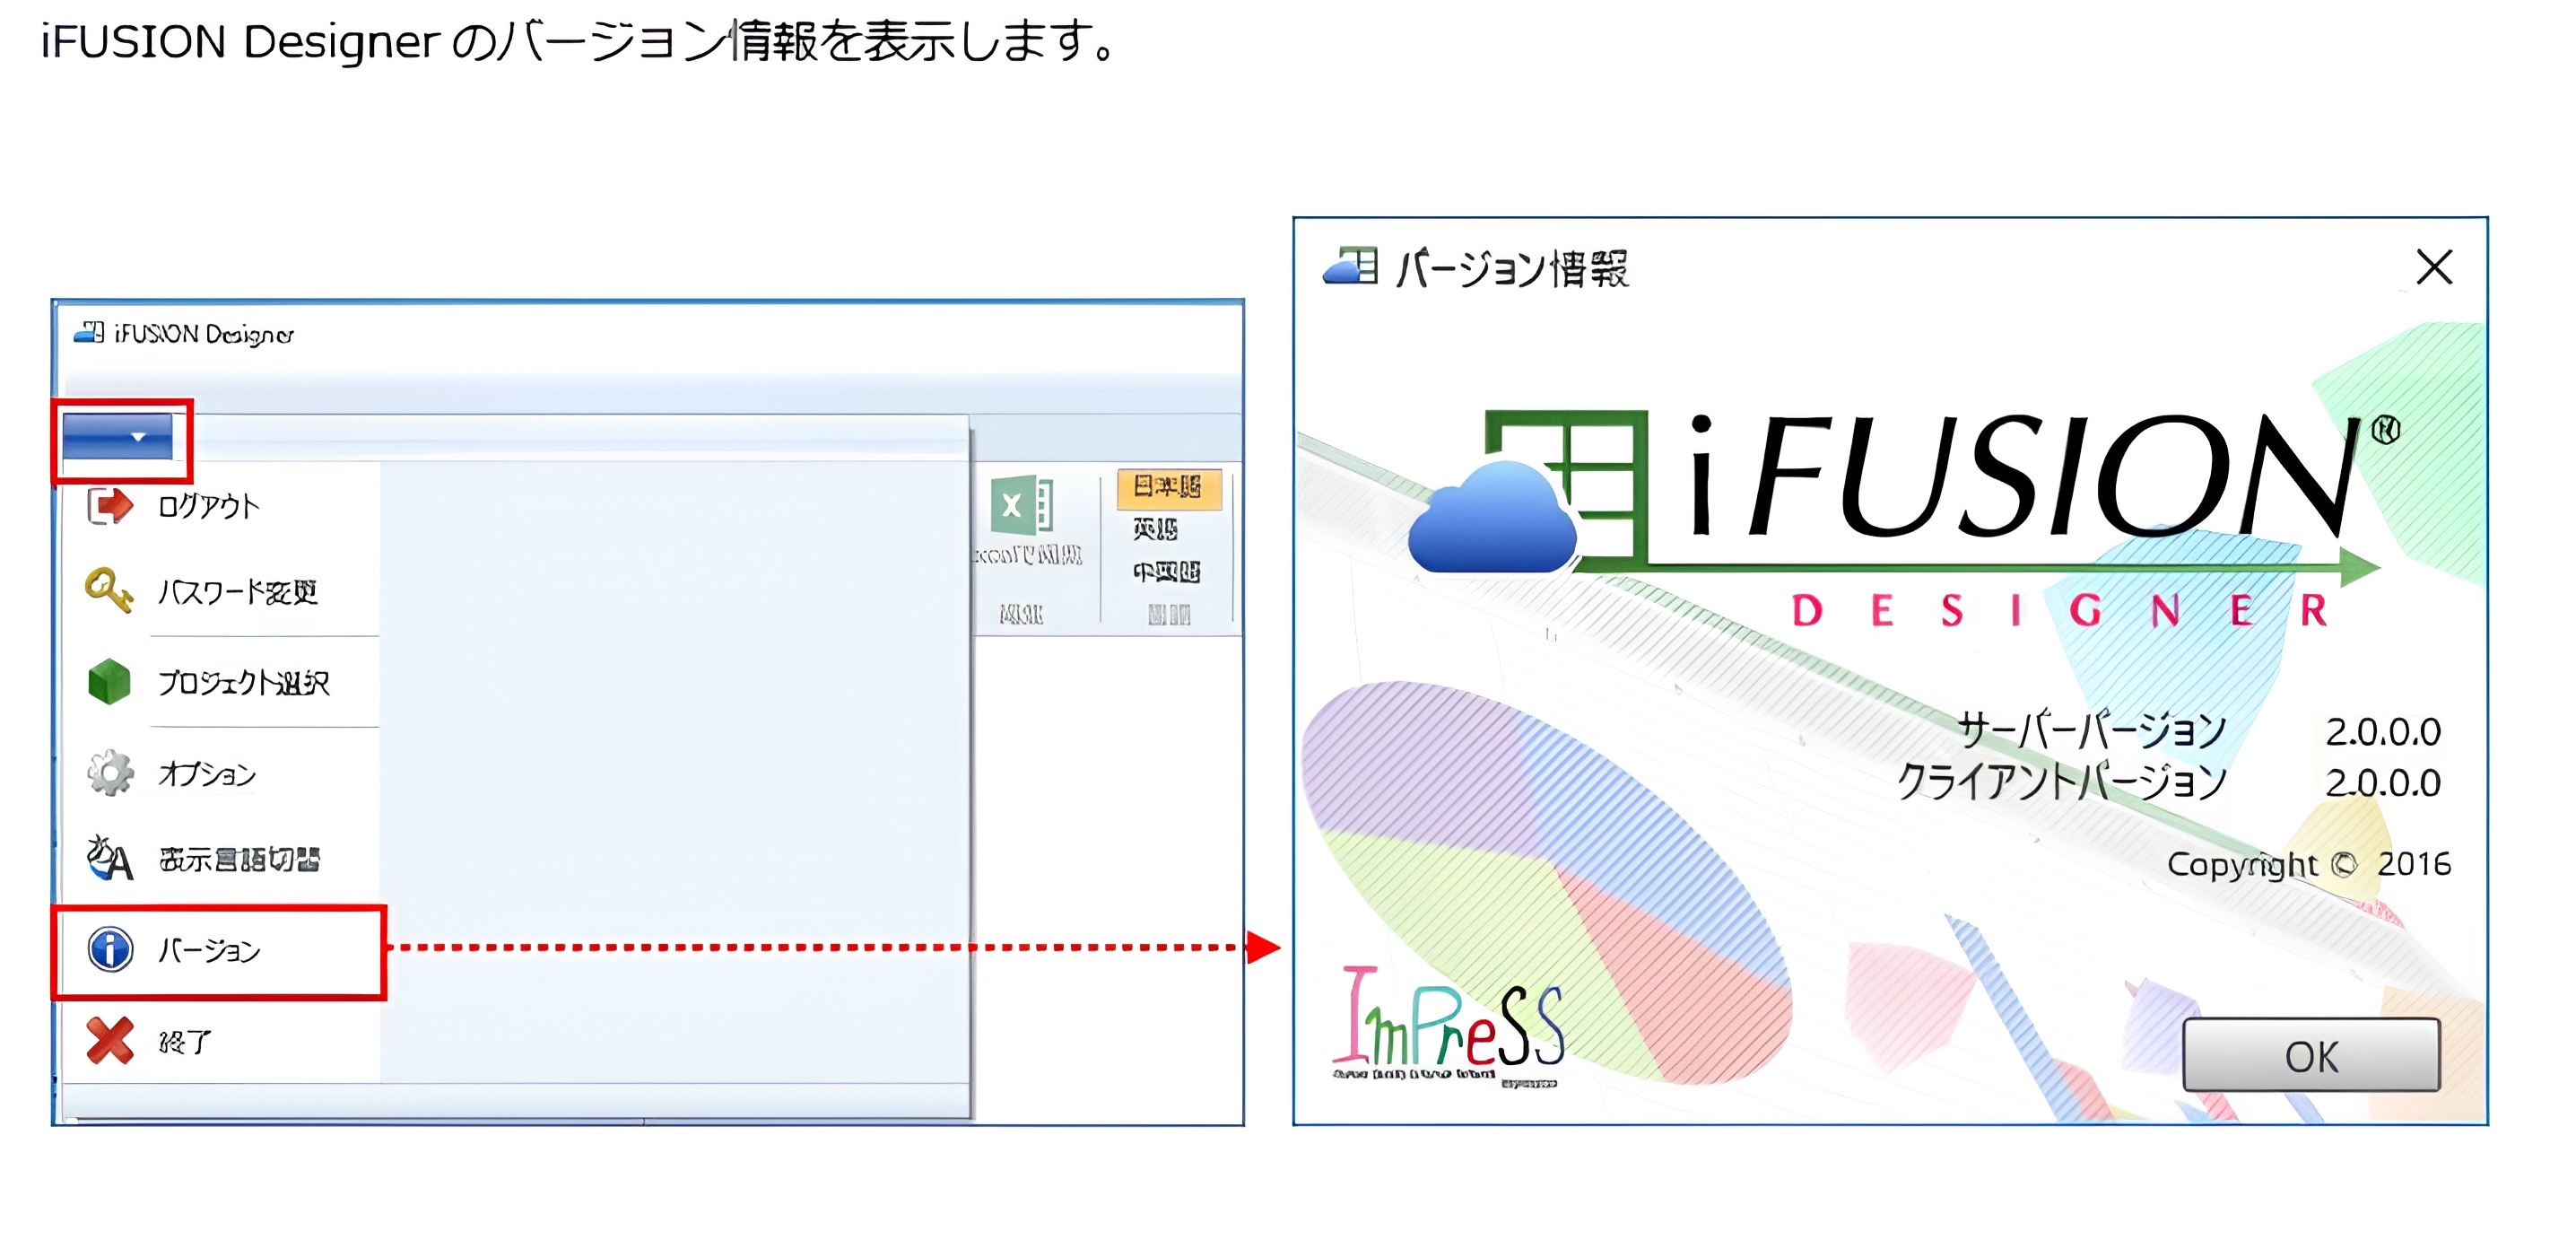 iFUSION Designer のバージョン情報を表示します。
iFUSION Designer
ログアウト
パスワード変更
プロジェクト選択
オプション
表示言語切替
バージョン
終了
日本語
英語
中国語
バージョン情報
iFUSION®
DESIGNER
サーバーバージョン 2.0.0.0
クライアントバージョン 2.0.0.0
Copyright © 2016
ImPreSS
OK